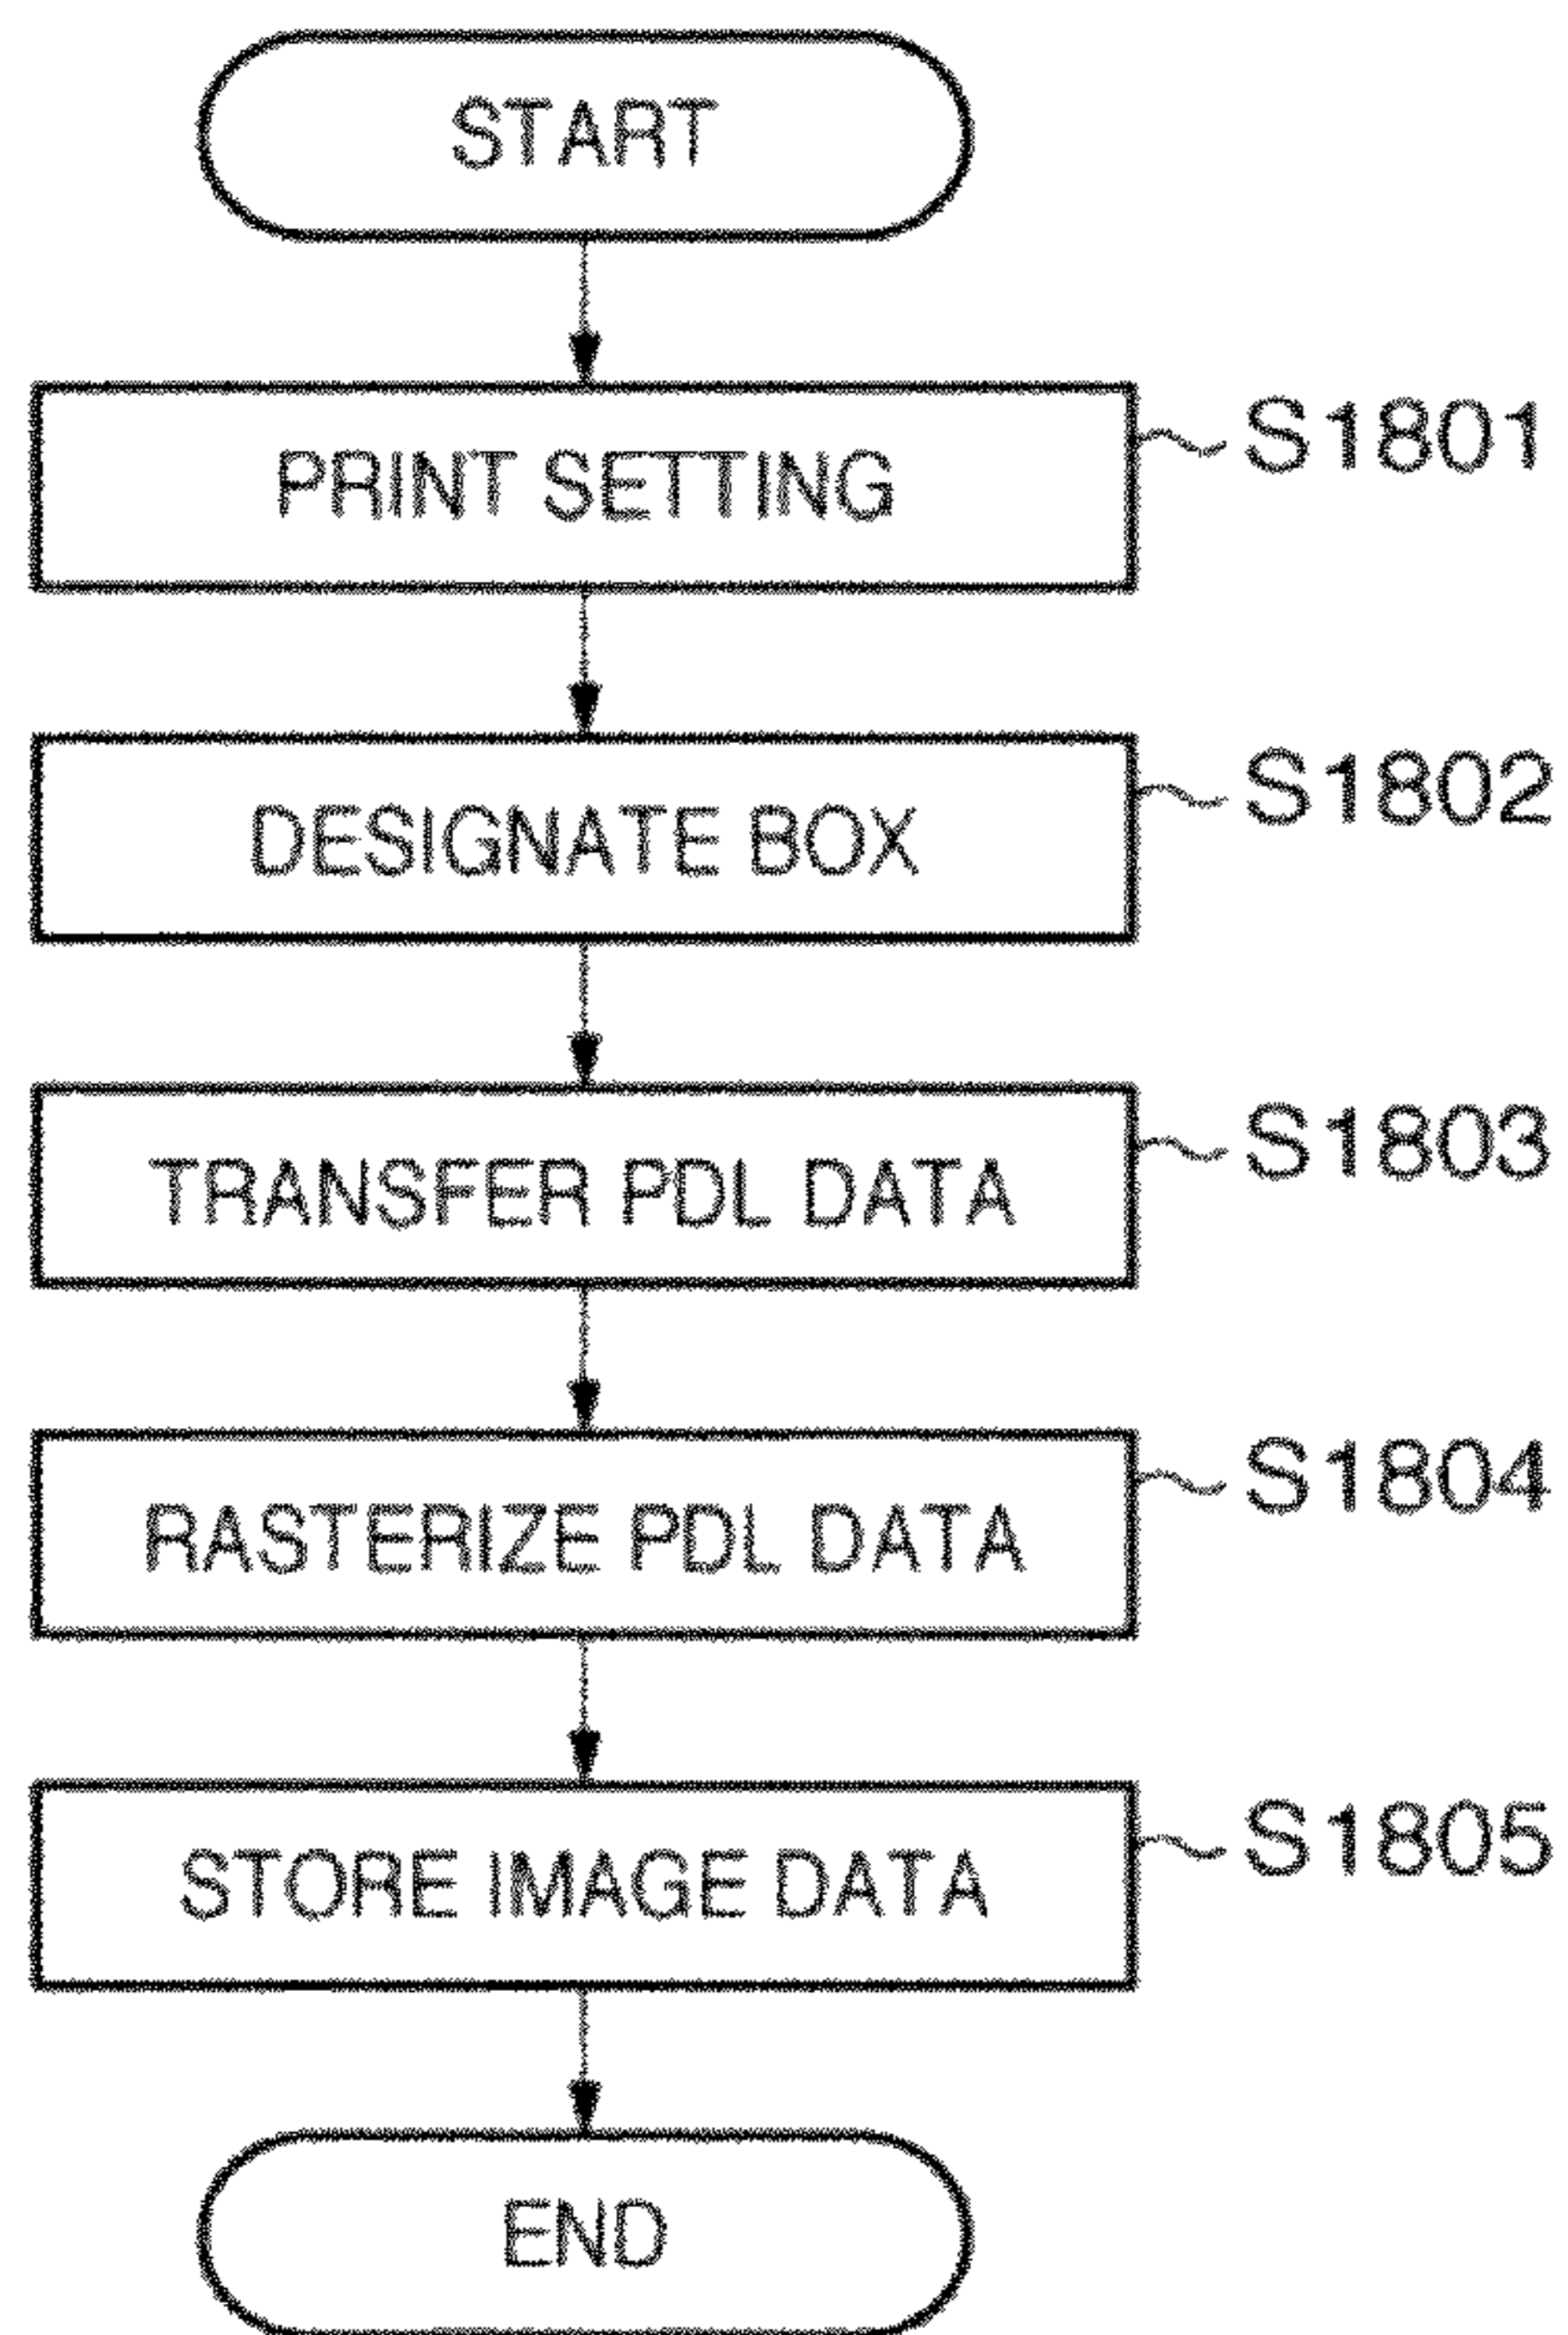 START
PRINT SETTING S1801
DESIGNATE BOX S1802
TRANSFER PDL DATA S1803
RASTERIZE PDL DATA S1804
STORE IMAGE DATA S1805
END